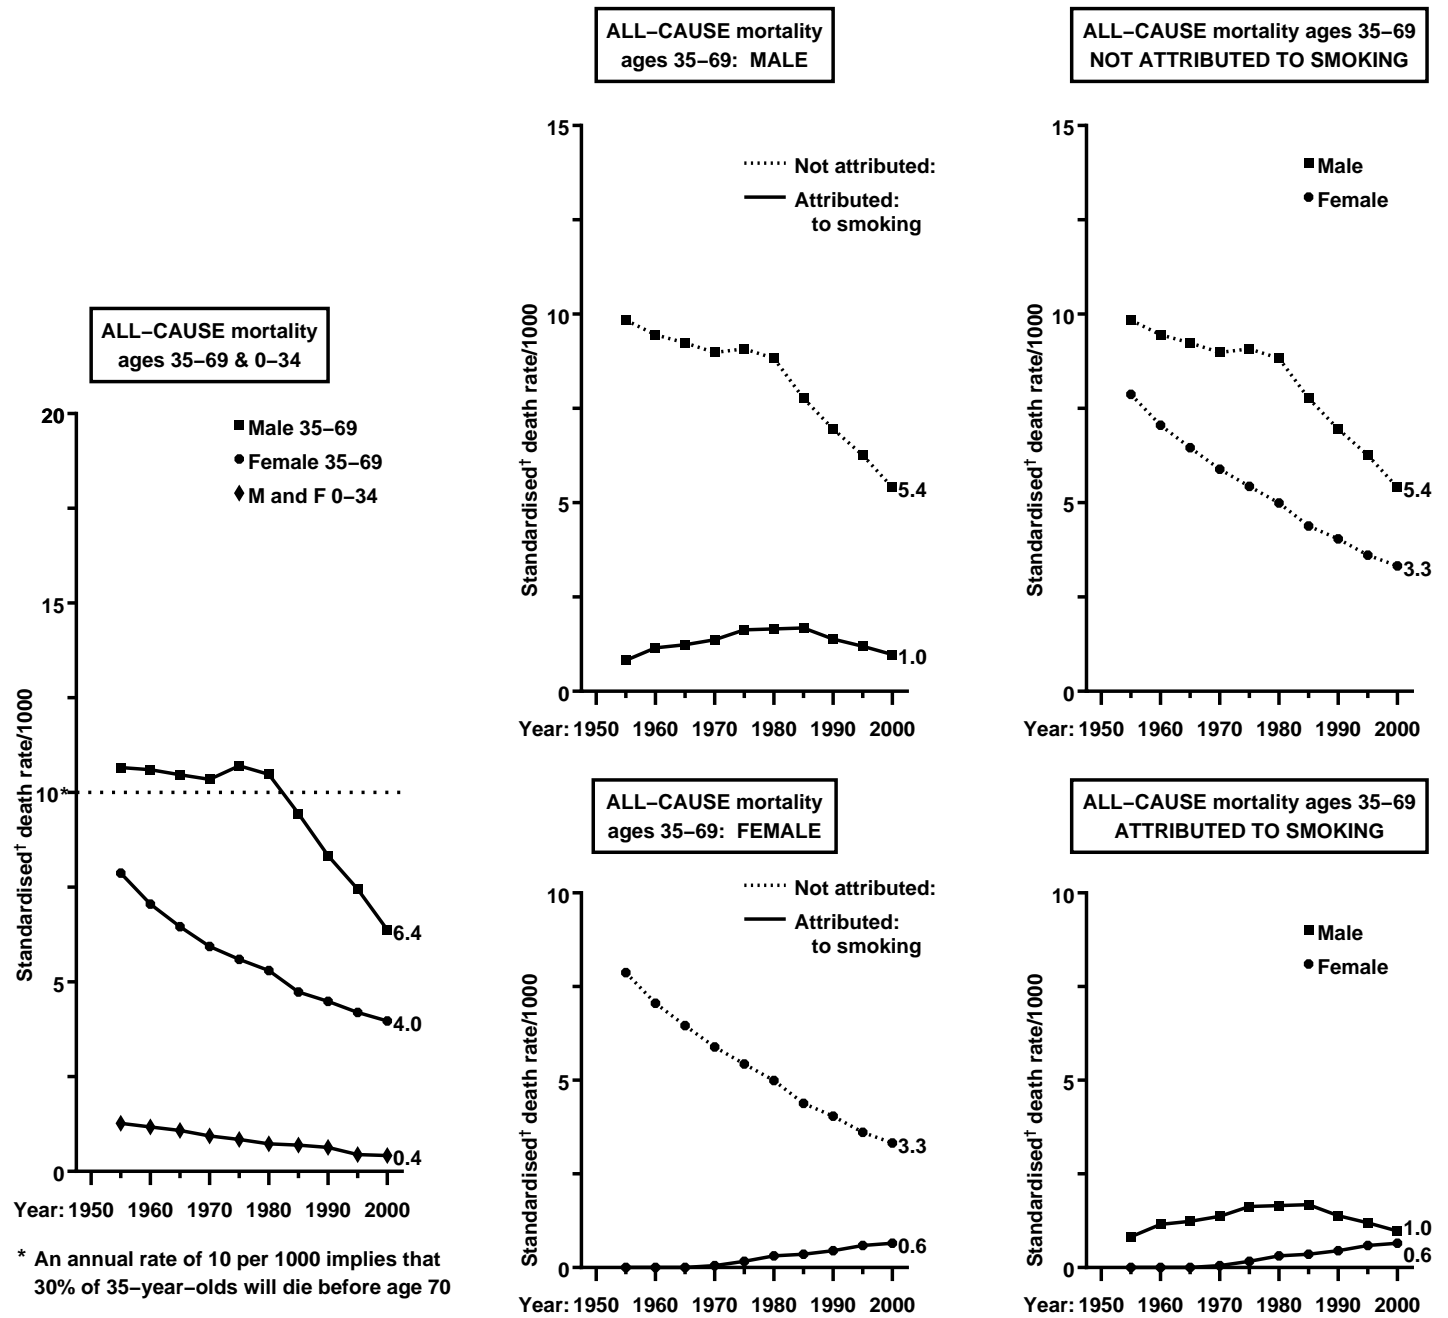 ALL–CAUSE mortality
ages 35–69 & 0–34
20
15
10*
5
0
Standardised† death rate/1000
Male 35–69
Female 35–69
M and F 0–34
6.4
4.0
0.4
Year: 1950 1960 1970 1980 1990 2000
* An annual rate of 10 per 1000 implies that
30% of 35–year–olds will die before age 70
ALL–CAUSE mortality
ages 35–69: MALE
15
10
5
0
Standardised† death rate/1000
Not attributed:
Attributed:
to smoking
5.4
1.0
Year: 1950 1960 1970 1980 1990 2000
ALL–CAUSE mortality ages 35–69
NOT ATTRIBUTED TO SMOKING
15
10
5
0
Standardised† death rate/1000
Male
Female
5.4
3.3
Year: 1950 1960 1970 1980 1990 2000
ALL–CAUSE mortality
ages 35–69: FEMALE
10
5
0
Standardised† death rate/1000
Not attributed:
Attributed:
to smoking
3.3
0.6
Year: 1950 1960 1970 1980 1990 2000
ALL–CAUSE mortality ages 35–69
ATTRIBUTED TO SMOKING
10
5
0
Standardised† death rate/1000
Male
Female
1.0
0.6
Year: 1950 1960 1970 1980 1990 2000